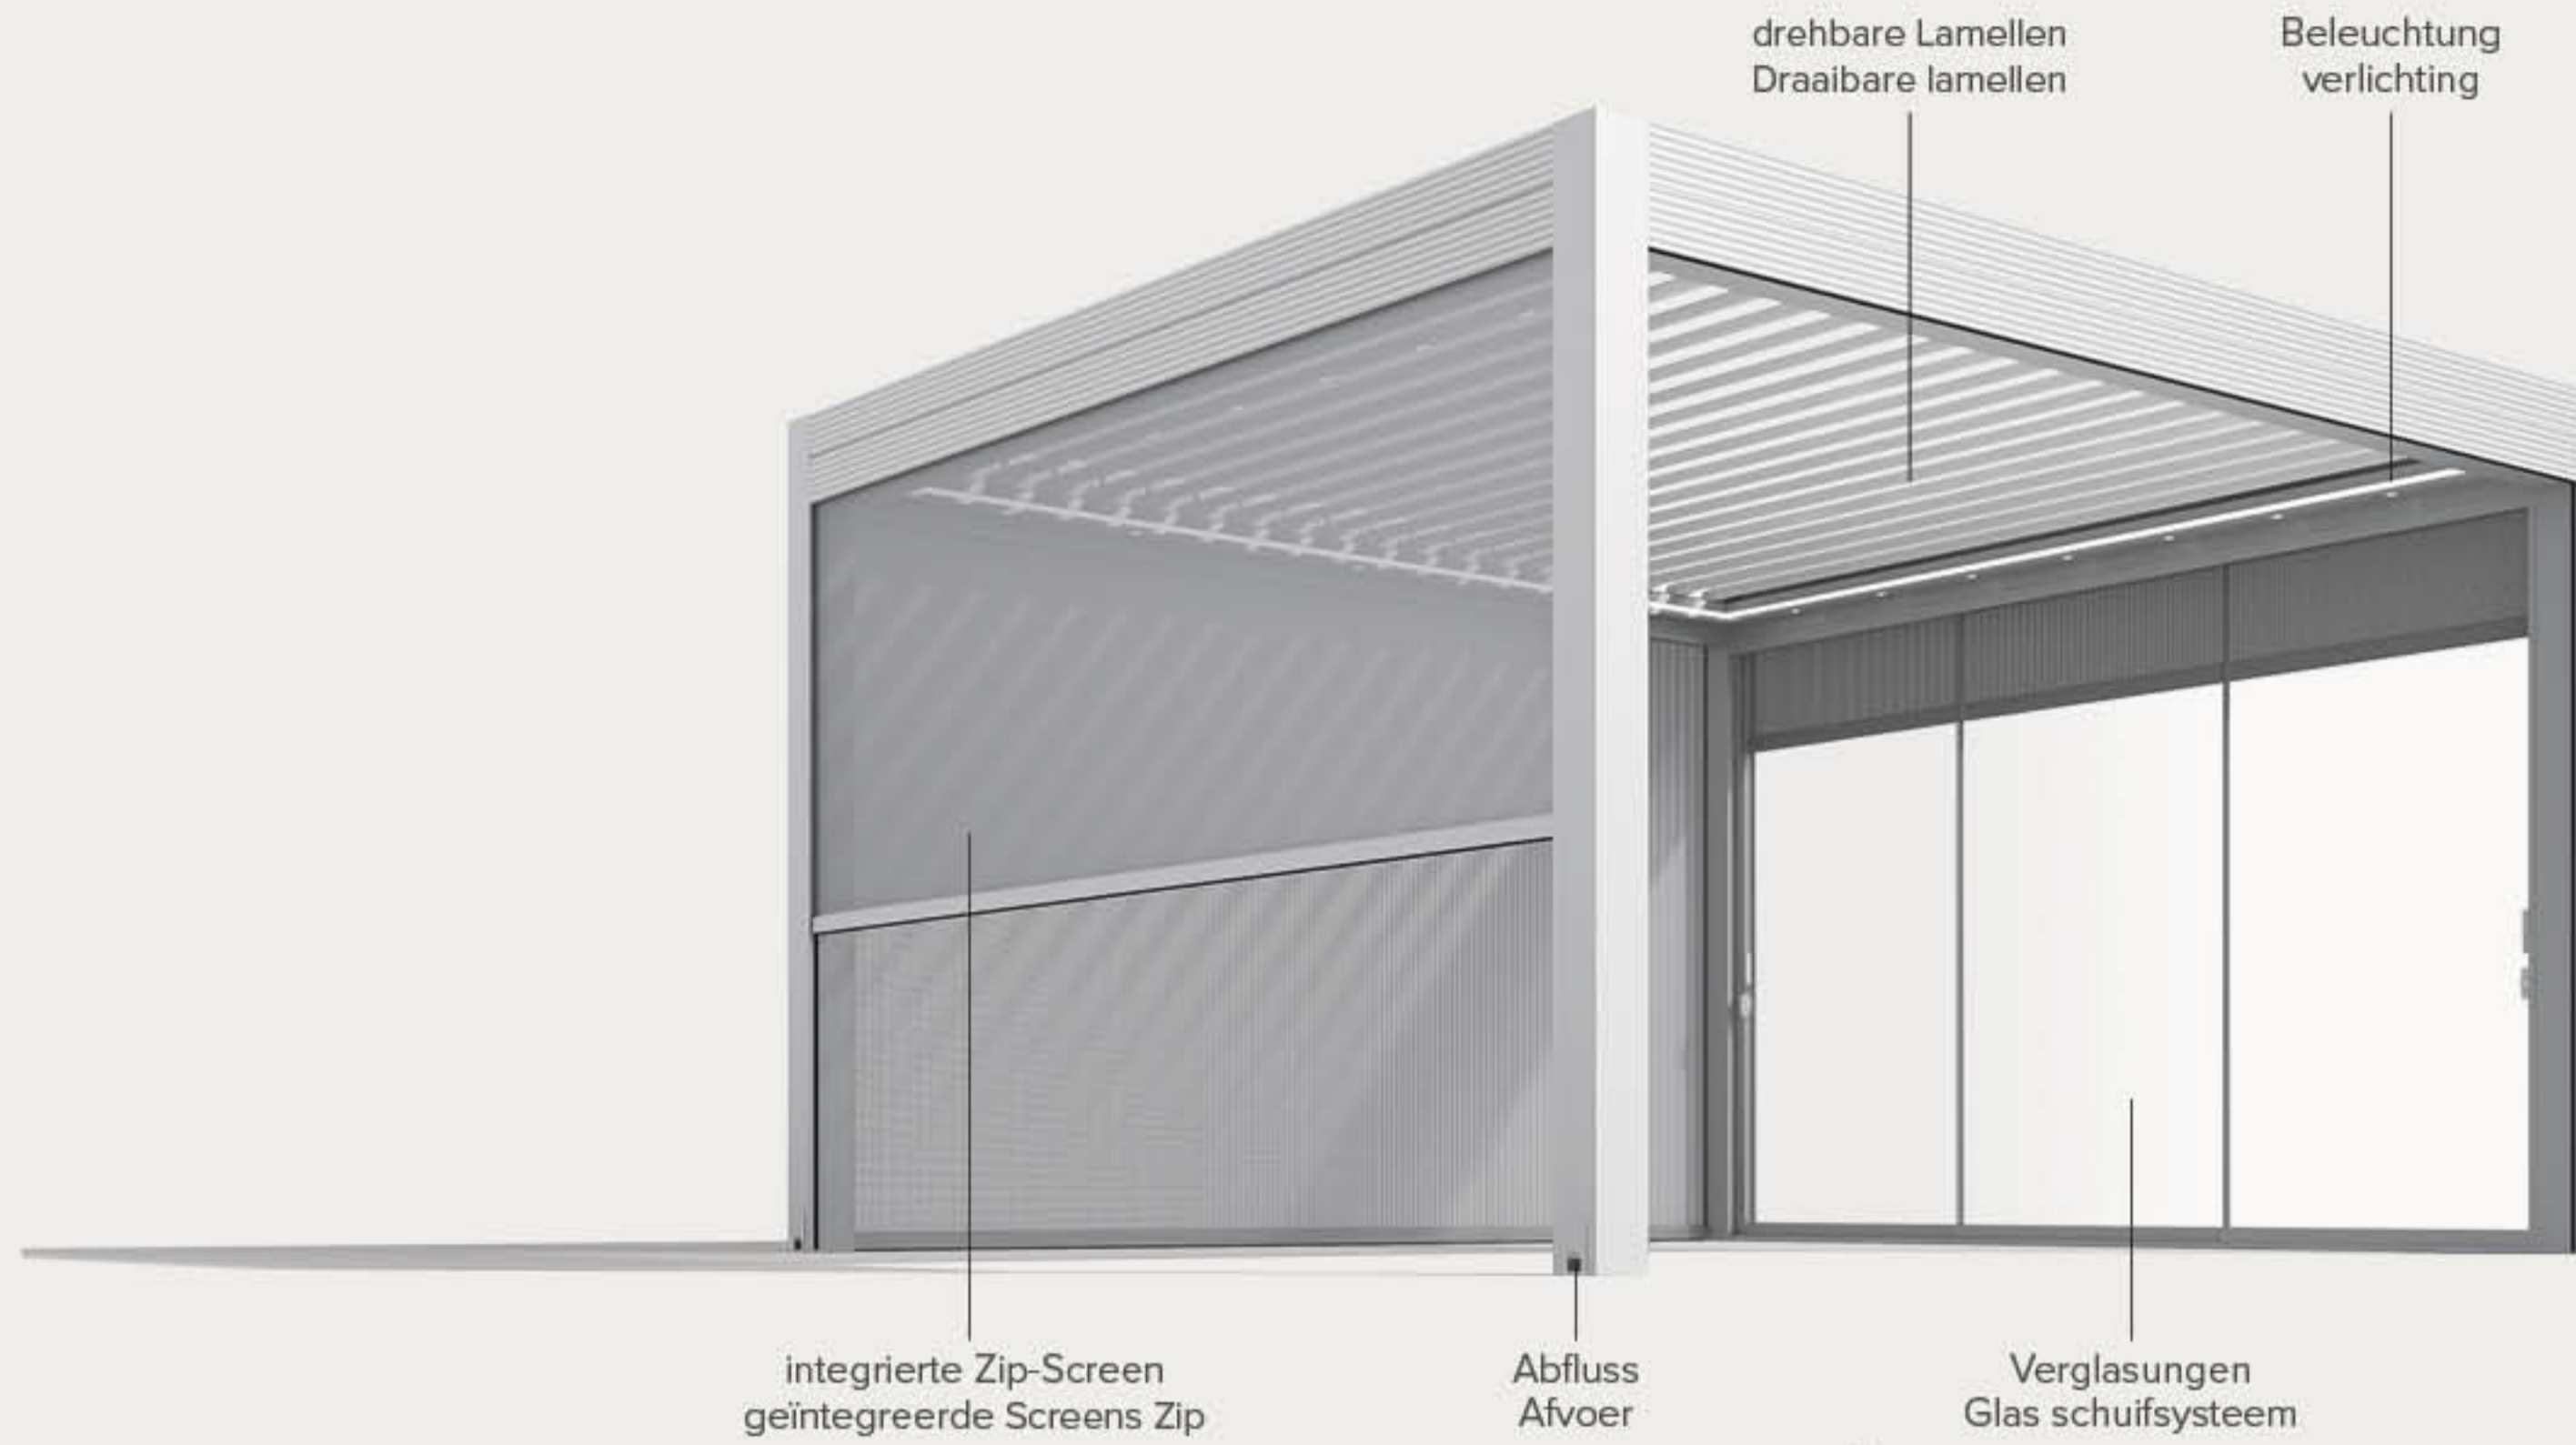 drehbare Lamellen
Draaibare lamellen
Beleuchtung
verlichting
integrierte Zip-Screen
geïntegreerde Screens Zip
Abfluss
Afvoer
Verglasungen
Glas schuifsysteem